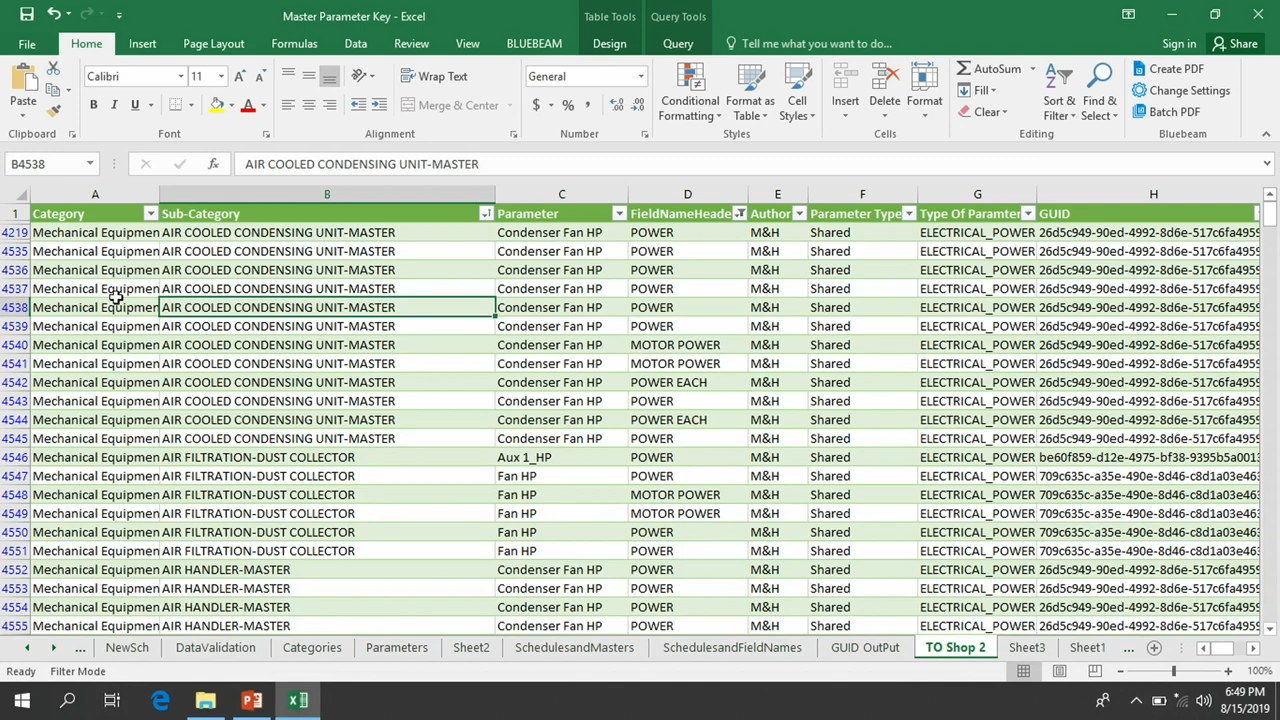 Master Parameter Key - Excel
Table Tools
Query Tools
File
Home
Insert
Page Layout
Formulas
Data
Review
View
BLUEBEAM
Design
Query
Tell me what you want to do...
Sign in
Share
Paste
Calibri
11
B I U
Wrap Text
Merge & Center
General
$ % ,
Conditional Formatting
Format as Table
Cell Styles
Insert
Delete
Format
AutoSum
Fill
Clear
Sort & Filter
Find & Select
Create PDF
Change Settings
Batch PDF
Clipboard
Font
Alignment
Number
Styles
Cells
Editing
Bluebeam
B4538
fx
AIR COOLED CONDENSING UNIT-MASTER
A B C D E F G H
1 Category Sub-Category Parameter FieldNameHeade Author Parameter Type Type Of Paramter GUID
4219 Mechanical Equipmen AIR COOLED CONDENSING UNIT-MASTER Condenser Fan HP POWER M&H Shared ELECTRICAL_POWER 26d5c949-90ed-4992-8d6e-517c6fa4959
4535 Mechanical Equipmen AIR COOLED CONDENSING UNIT-MASTER Condenser Fan HP POWER M&H Shared ELECTRICAL_POWER 26d5c949-90ed-4992-8d6e-517c6fa4959
4536 Mechanical Equipmen AIR COOLED CONDENSING UNIT-MASTER Condenser Fan HP POWER M&H Shared ELECTRICAL_POWER 26d5c949-90ed-4992-8d6e-517c6fa4959
4537 Mechanical Equipmen AIR COOLED CONDENSING UNIT-MASTER Condenser Fan HP POWER M&H Shared ELECTRICAL_POWER 26d5c949-90ed-4992-8d6e-517c6fa4959
4538 Mechanical Equipmen AIR COOLED CONDENSING UNIT-MASTER Condenser Fan HP POWER M&H Shared ELECTRICAL_POWER 26d5c949-90ed-4992-8d6e-517c6fa4959
4539 Mechanical Equipmen AIR COOLED CONDENSING UNIT-MASTER Condenser Fan HP POWER M&H Shared ELECTRICAL_POWER 26d5c949-90ed-4992-8d6e-517c6fa4959
4540 Mechanical Equipmen AIR COOLED CONDENSING UNIT-MASTER Condenser Fan HP MOTOR POWER M&H Shared ELECTRICAL_POWER 26d5c949-90ed-4992-8d6e-517c6fa4959
4541 Mechanical Equipmen AIR COOLED CONDENSING UNIT-MASTER Condenser Fan HP MOTOR POWER M&H Shared ELECTRICAL_POWER 26d5c949-90ed-4992-8d6e-517c6fa4959
4542 Mechanical Equipmen AIR COOLED CONDENSING UNIT-MASTER Condenser Fan HP POWER EACH M&H Shared ELECTRICAL_POWER 26d5c949-90ed-4992-8d6e-517c6fa4959
4543 Mechanical Equipmen AIR COOLED CONDENSING UNIT-MASTER Condenser Fan HP POWER M&H Shared ELECTRICAL_POWER 26d5c949-90ed-4992-8d6e-517c6fa4959
4544 Mechanical Equipmen AIR COOLED CONDENSING UNIT-MASTER Condenser Fan HP POWER EACH M&H Shared ELECTRICAL_POWER 26d5c949-90ed-4992-8d6e-517c6fa4959
4545 Mechanical Equipmen AIR COOLED CONDENSING UNIT-MASTER Condenser Fan HP POWER M&H Shared ELECTRICAL_POWER 26d5c949-90ed-4992-8d6e-517c6fa4959
4546 Mechanical Equipmen AIR FILTRATION-DUST COLLECTOR Aux 1_HP POWER M&H Shared ELECTRICAL_POWER be60f859-d12e-4975-bf38-9395b5a0013
4547 Mechanical Equipmen AIR FILTRATION-DUST COLLECTOR Fan HP POWER M&H Shared ELECTRICAL_POWER 709c635c-a35e-490e-8d46-c8d1a03e463
4548 Mechanical Equipmen AIR FILTRATION-DUST COLLECTOR Fan HP MOTOR POWER M&H Shared ELECTRICAL_POWER 709c635c-a35e-490e-8d46-c8d1a03e463
4549 Mechanical Equipmen AIR FILTRATION-DUST COLLECTOR Fan HP MOTOR POWER M&H Shared ELECTRICAL_POWER 709c635c-a35e-490e-8d46-c8d1a03e463
4550 Mechanical Equipmen AIR FILTRATION-DUST COLLECTOR Fan HP POWER M&H Shared ELECTRICAL_POWER 709c635c-a35e-490e-8d46-c8d1a03e463
4551 Mechanical Equipmen AIR FILTRATION-DUST COLLECTOR Fan HP POWER M&H Shared ELECTRICAL_POWER 709c635c-a35e-490e-8d46-c8d1a03e463
4552 Mechanical Equipmen AIR HANDLER-MASTER Condenser Fan HP POWER M&H Shared ELECTRICAL_POWER 26d5c949-90ed-4992-8d6e-517c6fa4959
4553 Mechanical Equipmen AIR HANDLER-MASTER Condenser Fan HP POWER M&H Shared ELECTRICAL_POWER 26d5c949-90ed-4992-8d6e-517c6fa4959
4554 Mechanical Equipmen AIR HANDLER-MASTER Condenser Fan HP POWER M&H Shared ELECTRICAL_POWER 26d5c949-90ed-4992-8d6e-517c6fa4959
4555 Mechanical Equipmen AIR HANDLER-MASTER Condenser Fan HP POWER M&H Shared ELECTRICAL_POWER 26d5c949-90ed-4992-8d6e-517c6fa4959
... NewSch DataValidation Categories Parameters Sheet2 SchedulesandMasters SchedulesandFieldNames GUID OutPut TO Shop 2 Sheet3 Sheet1 ...
Ready Filter Mode
100%
6:49 PM
8/15/2019